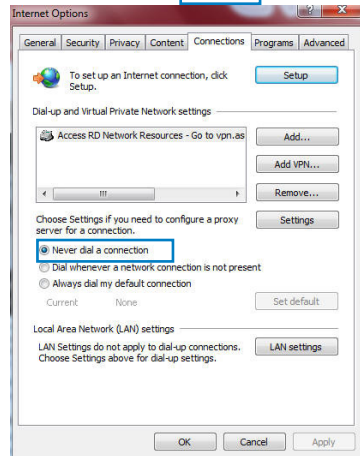 Internet Options
General Security Privacy Content Connections Programs Advanced
To set up an Internet connection, click
Setup.
Setup
Dial-up and Virtual Private Network settings
Access RD Network Resources - Go to vpn.as
Add...
Add VPN...
Remove...
Choose Settings if you need to configure a proxy
server for a connection.
Settings
Never dial a connection
Dial whenever a network connection is not present
Always dial my default connection
Current None
Set default
Local Area Network (LAN) settings
LAN Settings do not apply to dial-up connections.
Choose Settings above for dial-up settings.
LAN settings
OK Cancel Apply